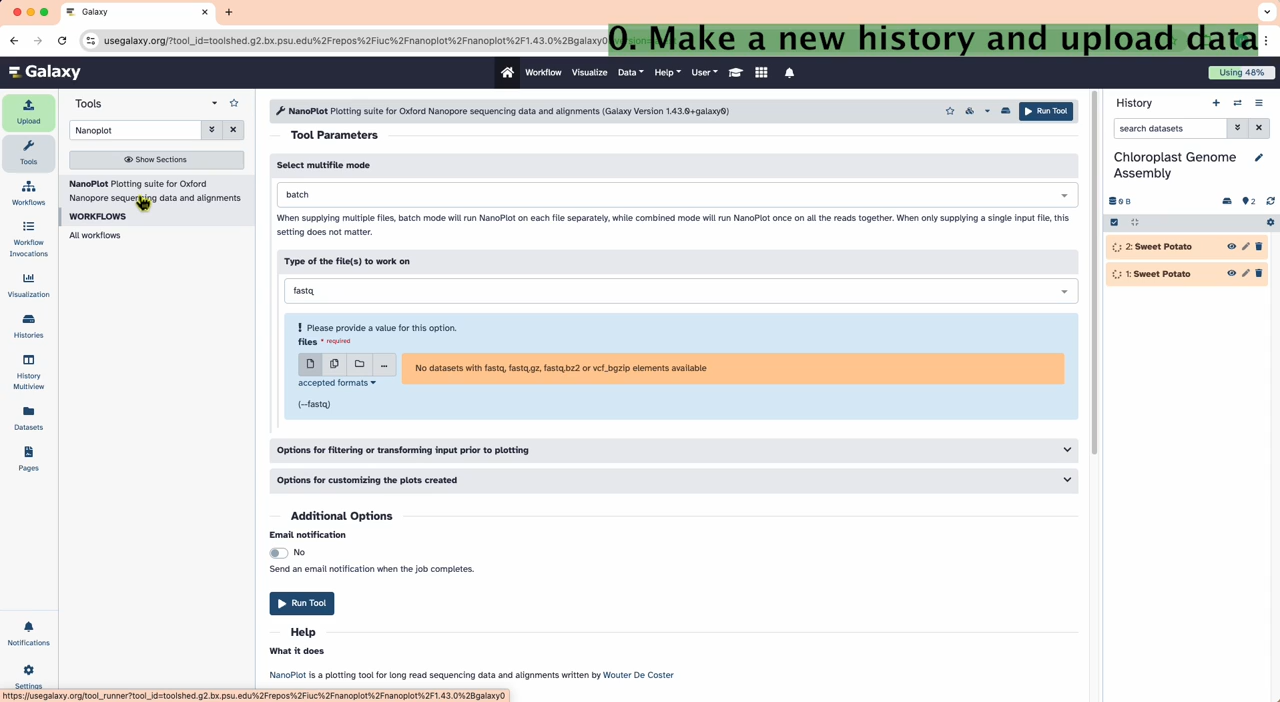 Galaxy
usegalaxy.org/?tool_id=toolshed.g2.bx.psu.edu%2Frepos%2Fiuc%2Fnanoplot%2Fnanoplot%2F1.43.0%2Bgalaxy0
0. Make a new history and upload data
Galaxy
Workflow Visualize Data Help User
Using 48%
Upload
Tools
Workflows
Workflow
Invocations
Visualization
Histories
History
Multiview
Datasets
Pages
Notifications
Settings
Tools
Nanoplot
Show Sections
NanoPlot Plotting suite for Oxford
Nanopore sequencing data and alignments
WORKFLOWS
All workflows
NanoPlot Plotting suite for Oxford Nanopore sequencing data and alignments (Galaxy Version 1.43.0+galaxy0)
Run Tool
Tool Parameters
Select multifile mode
batch
When supplying multiple files, batch mode will run NanoPlot on each file separately, while combined mode will run NanoPlot once on all the reads together. When only supplying a single input file, this
setting does not matter.
Type of the file(s) to work on
fastq
! Please provide a value for this option.
files * required
No datasets with fastq, fastq.gz, fastq.bz2 or vcf_bgzip elements available
accepted formats
(--fastq)
Options for filtering or transforming input prior to plotting
Options for customizing the plots created
Additional Options
Email notification
No
Send an email notification when the job completes.
Run Tool
Help
What it does
NanoPlot is a plotting tool for long read sequencing data and alignments written by Wouter De Coster
History
search datasets
Chloroplast Genome
Assembly
0 B
2
2: Sweet Potato
1: Sweet Potato
https://usegalaxy.org/tool_runner?tool_id=toolshed.g2.bx.psu.edu%2Frepos%2Fiuc%2Fnanoplot%2Fnanoplot%2F1.43.0%2Bgalaxy0